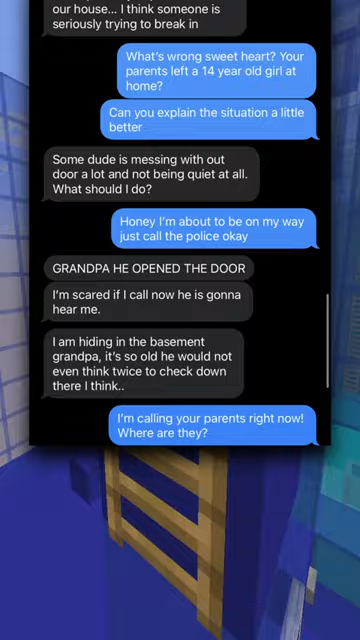 our house... I think someone is
seriously trying to break in
What's wrong sweet heart? Your
parents left a 14 year old girl at
home?
Can you explain the situation a little
better
Some dude is messing with out
door a lot and not being quiet at all.
What should I do?
Honey I'm about to be on my way
just call the police okay
GRANDPA HE OPENED THE DOOR
I'm scared if I call now he is gonna
hear me.
I am hiding in the basement
grandpa, it's so old he would not
even think twice to check down
there I think..
I'm calling your parents right now!
Where are they?